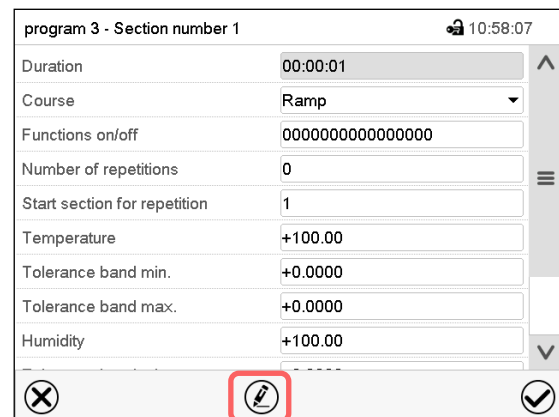 program 3 - Section number 1 10:58:07
Duration 00:00:01
Course Ramp
Functions on/off 0000000000000000
Number of repetitions 0
Start section for repetition 1
Temperature +100.00
Tolerance band min. +0.0000
Tolerance band max. +0.0000
Humidity +100.00